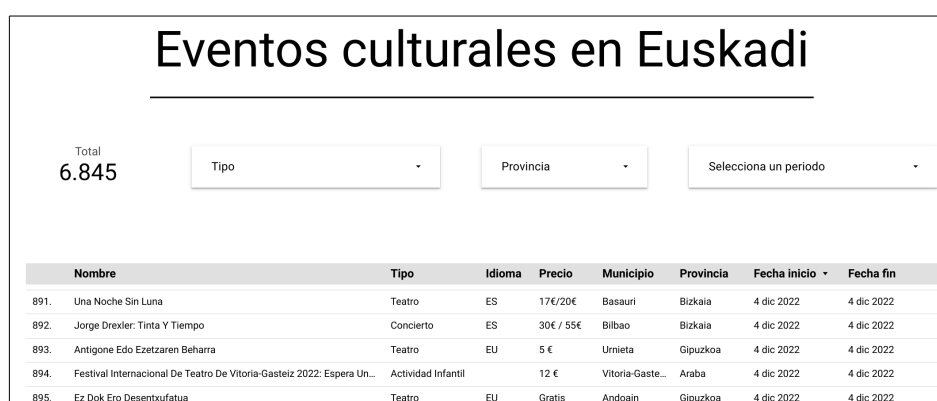 Eventos culturales en Euskadi
Total
6.845
Tipo
Provincia
Selecciona un periodo
Nombre Tipo Idioma Precio Municipio Provincia Fecha inicio Fecha fin
891. Una Noche Sin Luna Teatro ES 17€/20€ Basauri Bizkaia 4 dic 2022 4 dic 2022
892. Jorge Drexler: Tinta Y Tiempo Concierto ES 30€ / 55€ Bilbao Bizkaia 4 dic 2022 4 dic 2022
893. Antigone Edo Ezetzaren Beharra Teatro EU 5 € Urnieta Gipuzkoa 4 dic 2022 4 dic 2022
894. Festival Internacional De Teatro De Vitoria-Gasteiz 2022: Espera Un... Actividad Infantil 12 € Vitoria-Gaste... Araba 4 dic 2022 4 dic 2022
895. Ez Dok Ero Desentxufatua Teatro EU Gratis Andoain Gipuzkoa 4 dic 2022 4 dic 2022